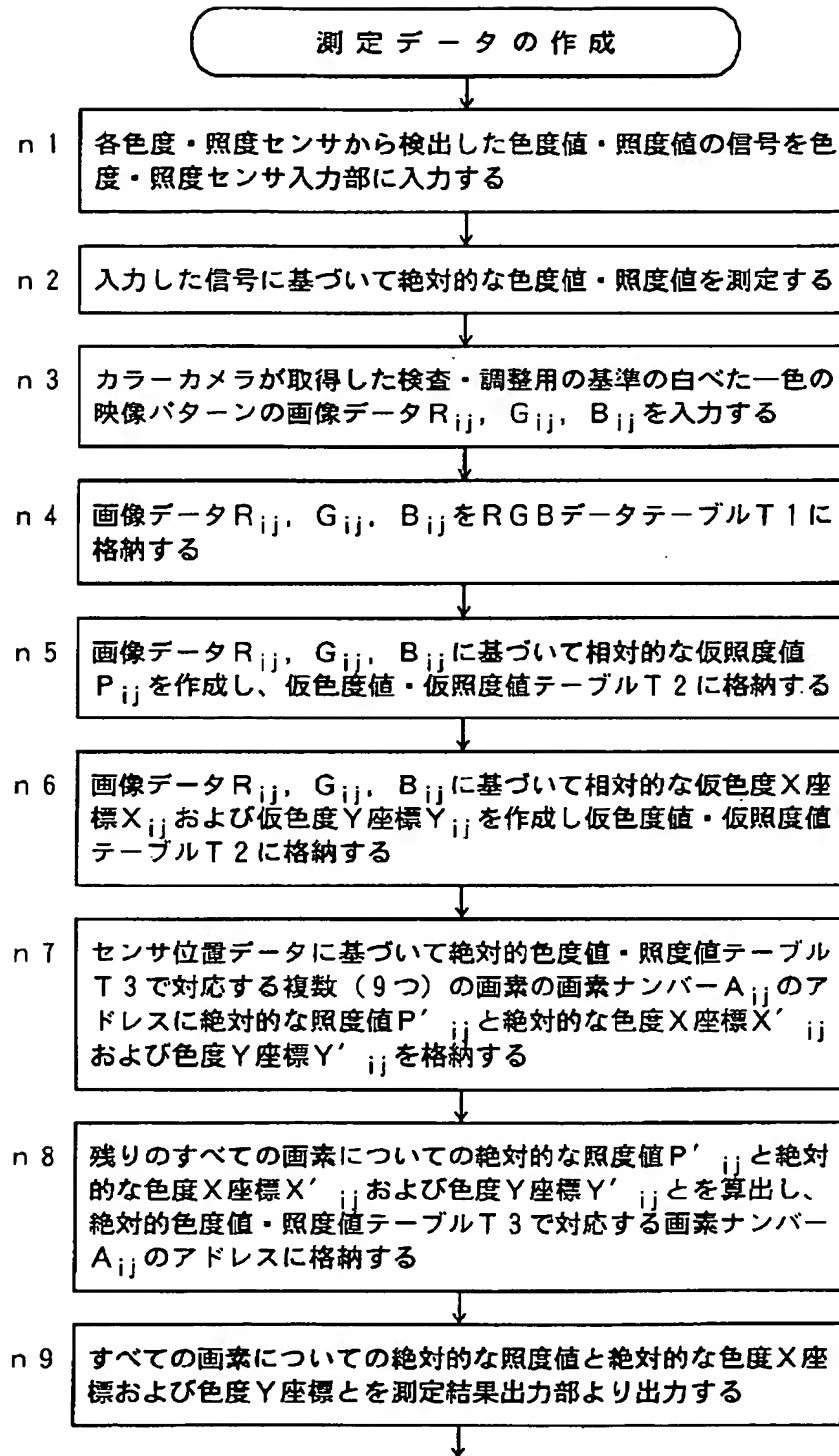 測定データの作成
n1 各色度・照度センサから検出した色度値・照度値の信号を色
度・照度センサ入力部に入力する
n2 入力した信号に基づいて絶対的な色度値・照度値を測定する
n3 カラーカメラが取得した検査・調整用の基準の白べた一色の
映像パターンの画像データRij, Gij, Bijを入力する
n4 画像データRij, Gij, BijをRGBデータテーブルT1に
格納する
n5 画像データRij, Gij, Bijに基づいて相対的な仮照度値
Pijを作成し、仮色度値・仮照度値テーブルT2に格納する
n6 画像データRij, Gij, Bijに基づいて相対的な仮色度X座
標Xijおよび仮色度Y座標Yijを作成し仮色度値・仮照度値
テーブルT2に格納する
n7 センサ位置データに基づいて絶対的色度値・照度値テーブル
T3で対応する複数(9つ)の画素の画素ナンバーAijのア
ドレスに絶対的な照度値P′ijと絶対的な色度X座標X′ij
および色度Y座標Y′ijを格納する
n8 残りのすべての画素についての絶対的な照度値P′ijと絶対
的な色度X座標X′ijおよび色度Y座標Y′ijとを算出し、
絶対的色度値・照度値テーブルT3で対応する画素ナンバー
Aijのアドレスに格納する
n9 すべての画素についての絶対的な照度値と絶対的な色度X座
標および色度Y座標とを測定結果出力部より出力する